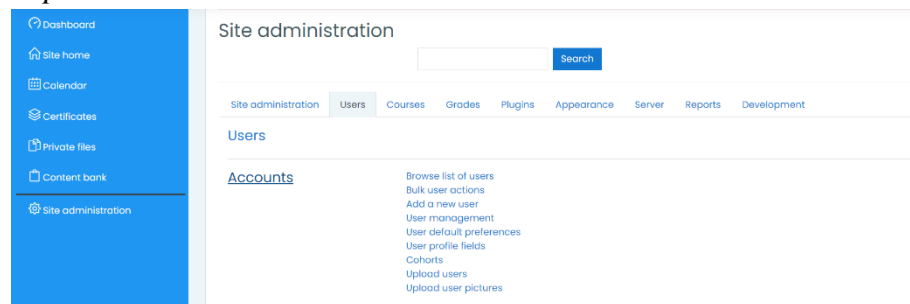 Dashboard
Site home
Calendar
Certificates
Private files
Content bank
Site administration
Site administration
Search
Site administration Users Courses Grades Plugins Appearance Server Reports Development
Users
Accounts
Browse list of users
Bulk user actions
Add a new user
User management
User default preferences
User profile fields
Cohorts
Upload users
Upload user pictures